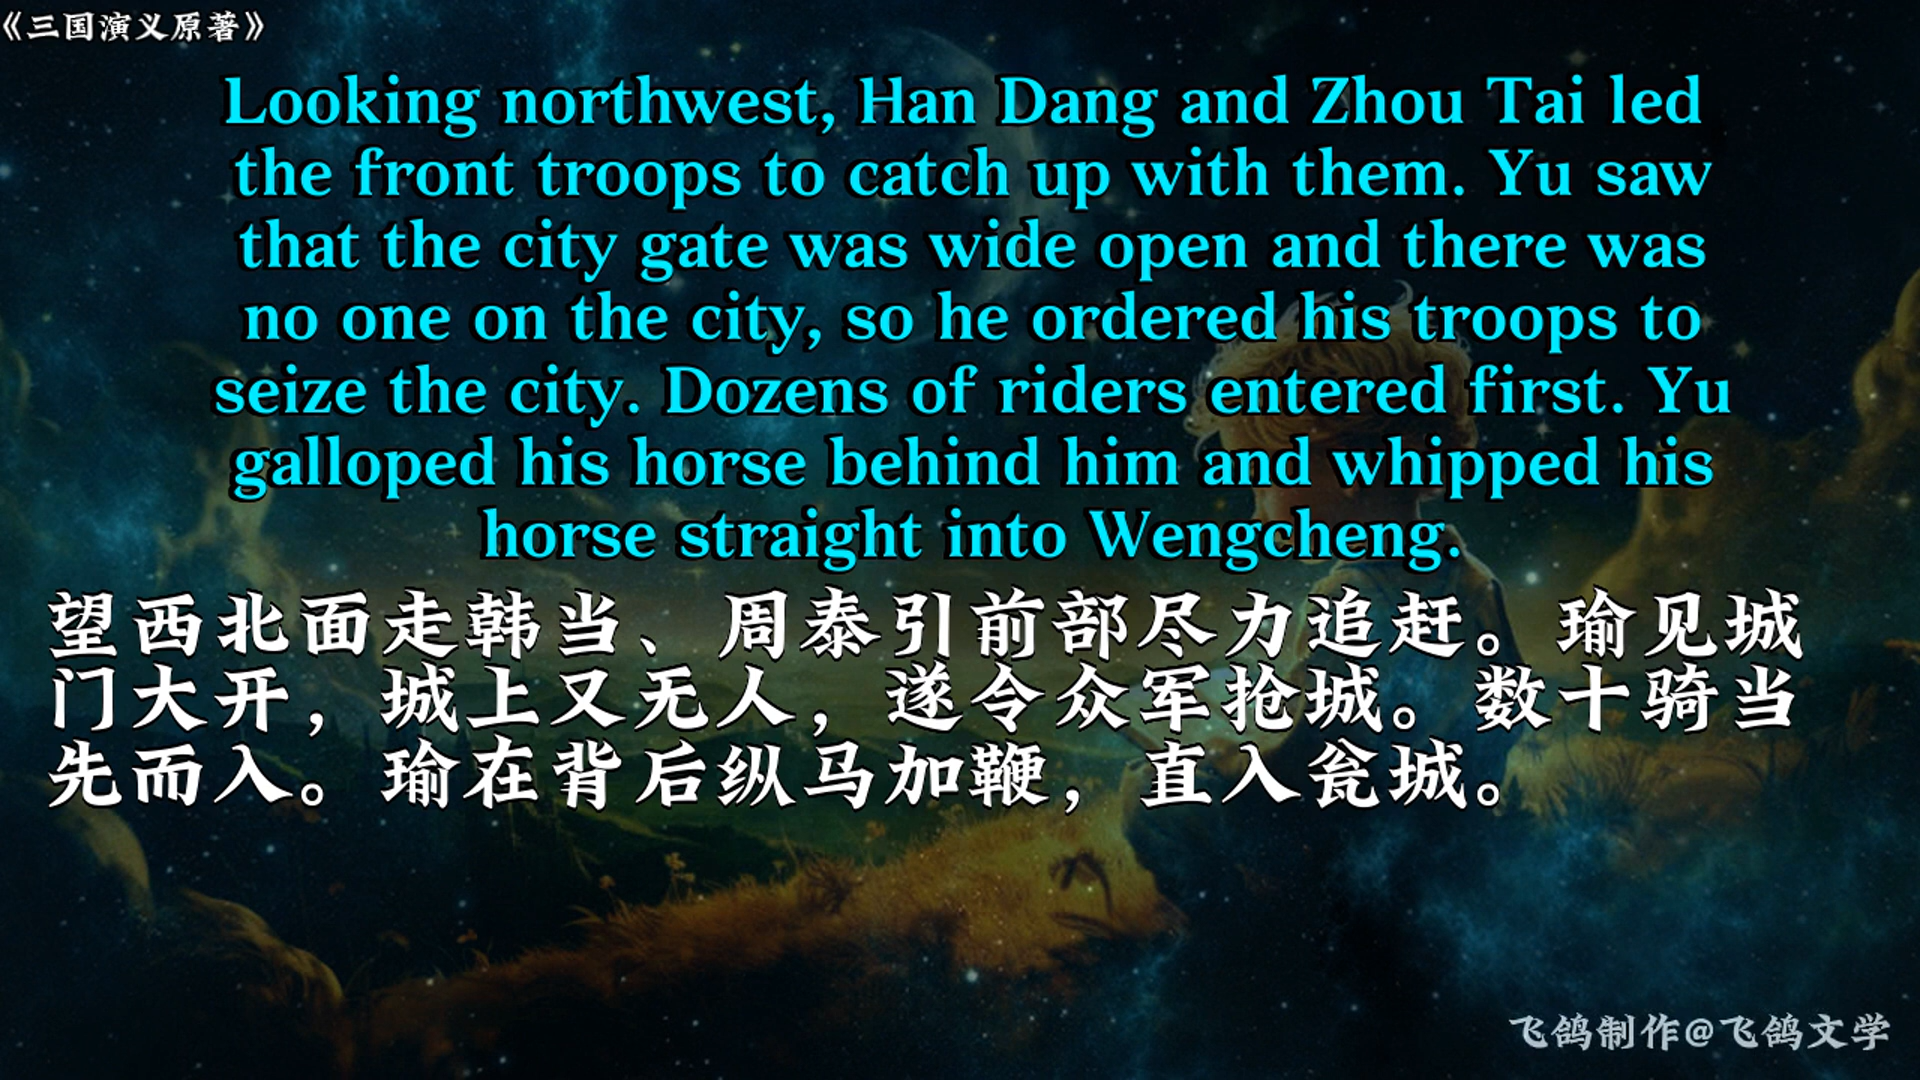 《三国演义原著》
Looking northwest, Han Dang and Zhou Tai led
the front troops to catch up with them. Yu saw
that the city gate was wide open and there was
no one on the city, so he ordered his troops to
seize the city. Dozens of riders entered first. Yu
galloped his horse behind him and whipped his
horse straight into Wengcheng.
望西北面走韩当、周泰引前部尽力追赶。瑜见城
门大开，城上又无人，遂令众军抢城。数十骑当
先而入。瑜在背后纵马加鞭，直入瓮城。
飞鸽制作@飞鸽文学